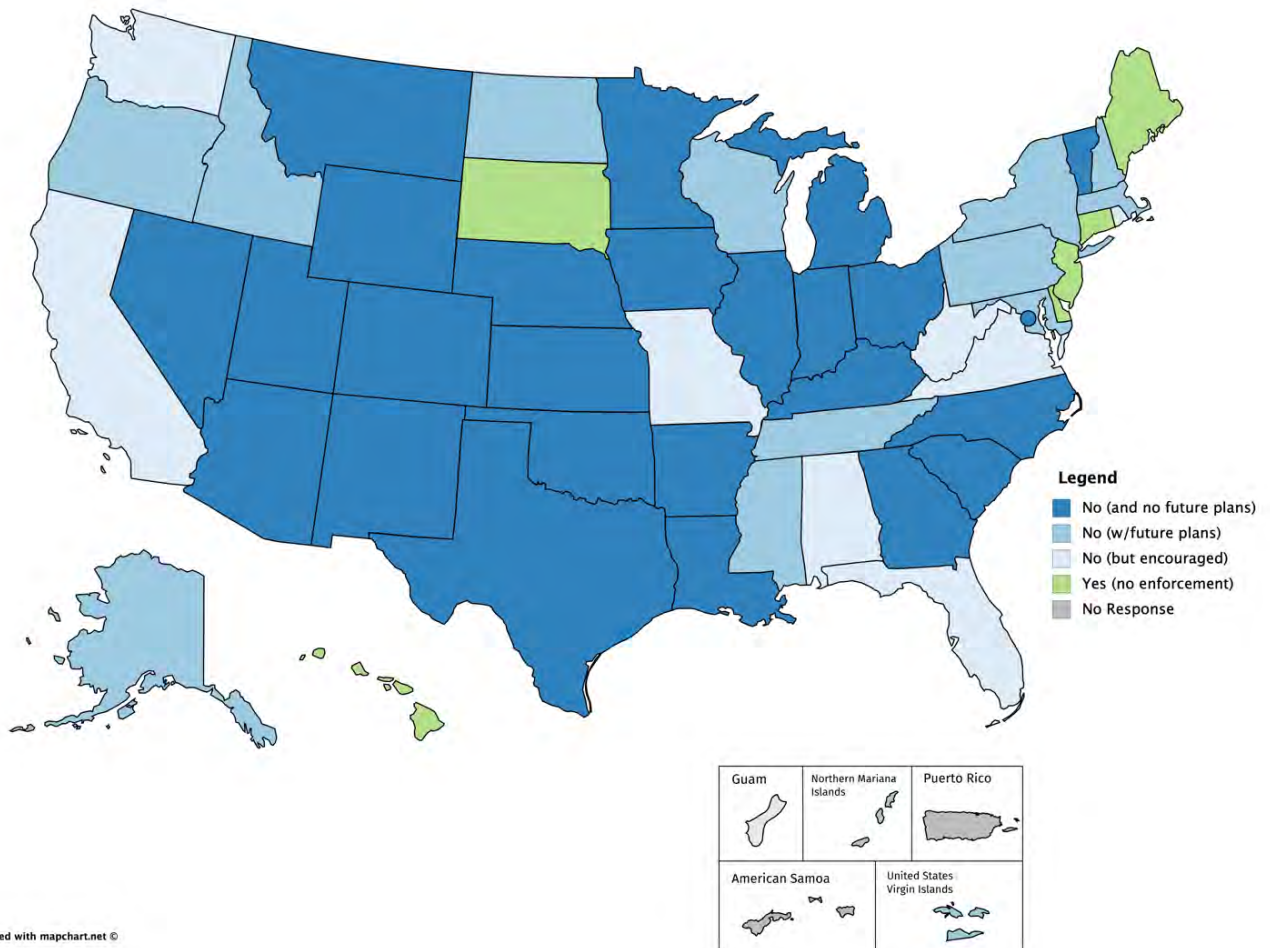 Legend
No (and no future plans)
No (w/future plans)
No (but encouraged)
Yes (no enforcement)
No Response
Guam
Northern Mariana
Islands
Puerto Rico
American Samoa
United States
Virgin Islands
ed with mapchart.net ©